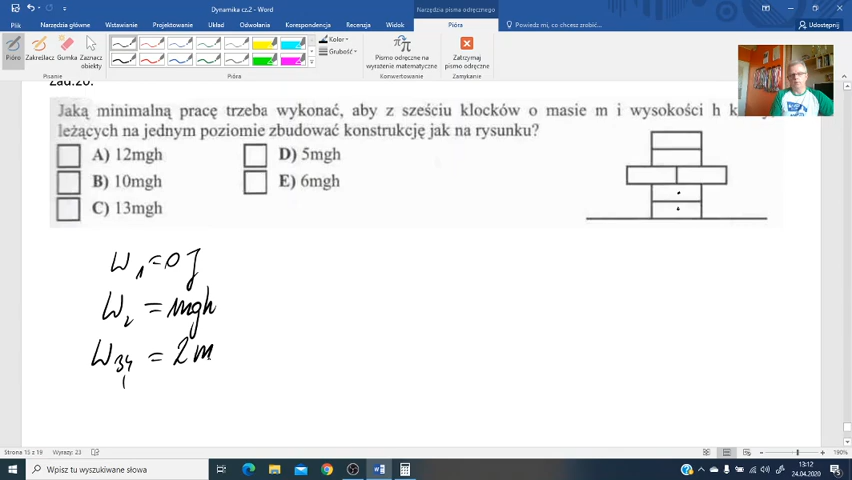 Dynamika cz.2 - Word
Narzędzia pisma odręcznego
Plik Narzędzia główne Wstawianie Projektowanie Układ Odwołania Korespondencja Recenzja Widok Pióra Powiedz mi, co chcesz zrobić. Udostępnij
Pióro Zakreślacz Gumka Zaznacz obiekty
Kolor
Grubość
Pismo odręczne na wyrażenie matematyczne
Zatrzymaj pismo odręczne
Pisanie Pióra Konwertowanie Zamykanie
Zad.20.
Jaką minimalną pracę trzeba wykonać, aby z sześciu klocków o masie m i wysokości h k
leżących na jednym poziomie zbudować konstrukcję jak na rysunku?
A) 12mgh D) 5mgh
B) 10mgh E) 6mgh
C) 13mgh
W1 = 0 J
W2 = mgh
W34 = 2m
Strona 15 z 19 Wyrazy: 23 190%
Wpisz tu wyszukiwane słowa
13:12
24.04.2020